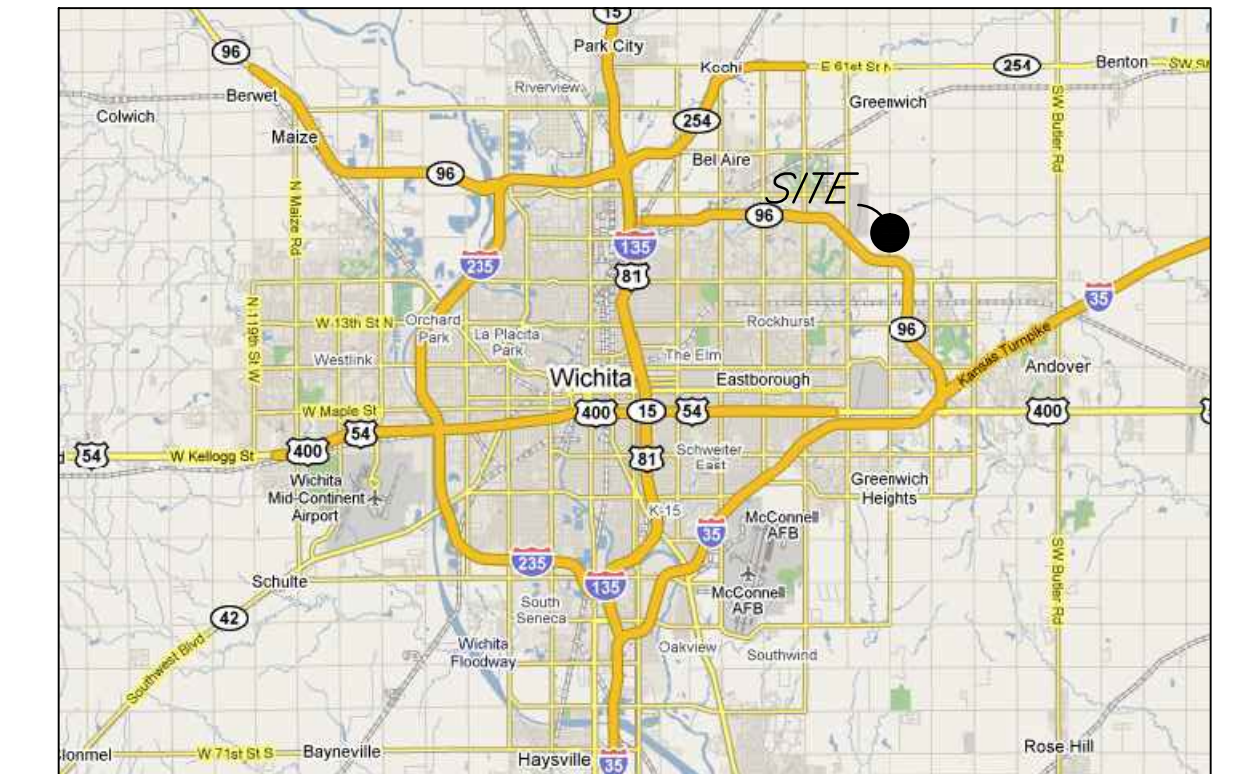 15
Park City
96
Kechi
E 61st St N
254
Benton
Riverview
Berwet
Greenwich
Colwich
254
Maize
Bel Aire
96
SITE
N Maize Rd
SW Butler Rd
96
135
235
81
35
N 119th St W
W 13th St N
Orchard
Park
La Placita
Park
Rockhurst
96
Kansas Turnpike
Westlink
The Elm
Andover
Wichita
Eastborough
W Maple St
400
15
54
400
54
54
W Kellogg St
400
81
Schweiter
East
Wichita
Mid-Continent
Airport
Greenwich
Heights
K-15
McConnell
AFB
35
235
135
SW Butler Rd
Schulte
McConnell
AFB
South
Seneca
42
Southwest Blvd
Wichita
Floodway
Oakview
Southwind
Rose Hill
W 71st St S
Bayneville
Haysville
35